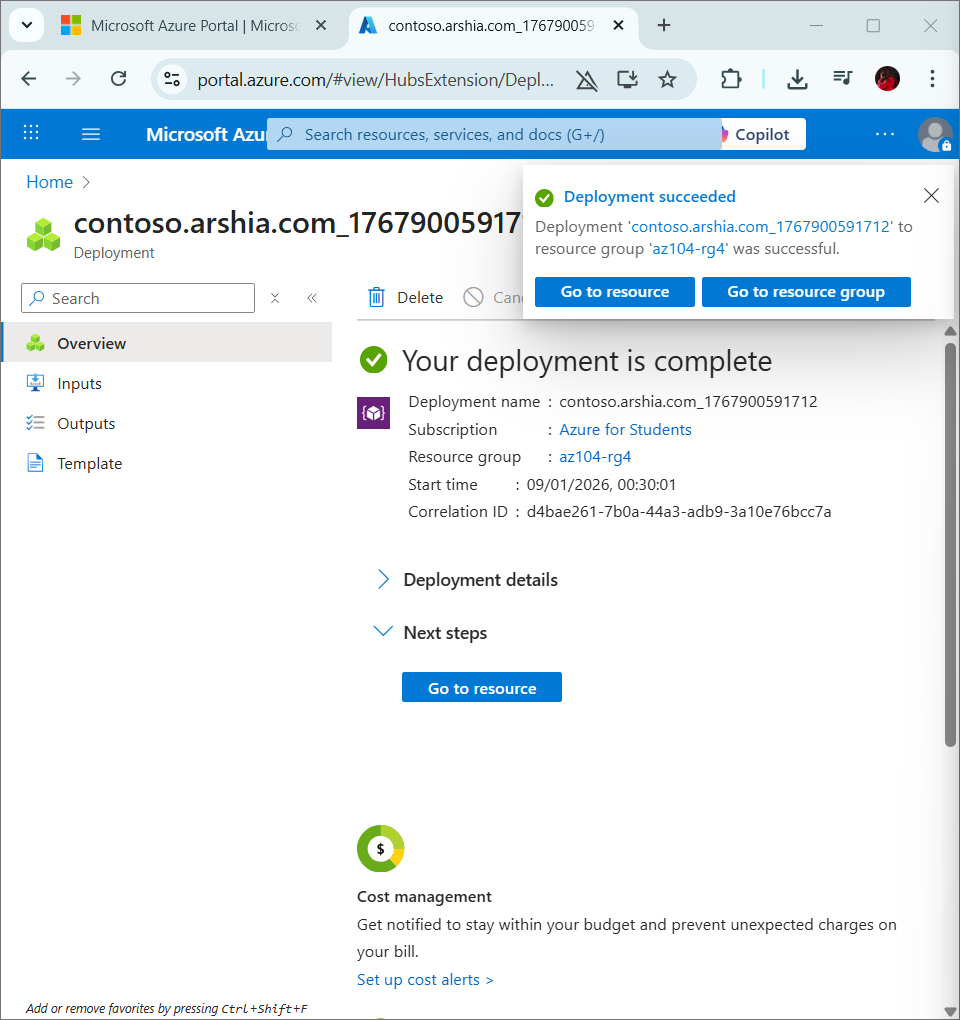 Microsoft Azure Portal | Micros
contoso.arshia.com_176790059
portal.azure.com/#view/HubsExtension/Depl...
Microsoft Azu
Search resources, services, and docs (G+/)
Copilot
Home
contoso.arshia.com_1767900591712
Deployment
Deployment succeeded
Deployment 'contoso.arshia.com_1767900591712' to
resource group 'az104-rg4' was successful.
Go to resource
Go to resource group
Search
Delete
Canc
Overview
Inputs
Outputs
Template
Your deployment is complete
Deployment name : contoso.arshia.com_1767900591712
Subscription : Azure for Students
Resource group : az104-rg4
Start time : 09/01/2026, 00:30:01
Correlation ID : d4bae261-7b0a-44a3-adb9-3a10e76bcc7a
Deployment details
Next steps
Go to resource
$
Cost management
Get notified to stay within your budget and prevent unexpected charges on
your bill.
Set up cost alerts >
Add or remove favorites by pressing Ctrl+Shift+F